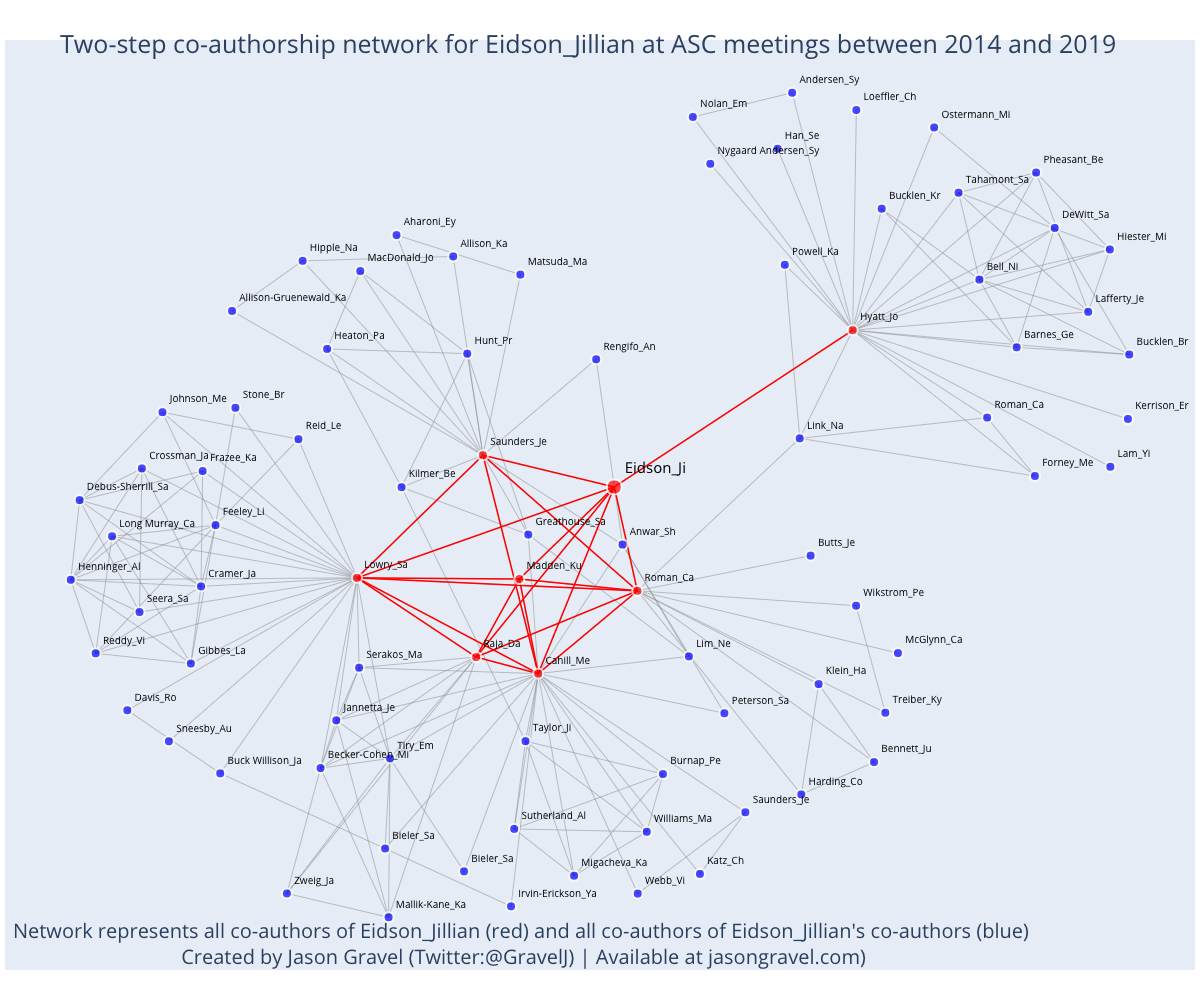 Two-step co-authorship network for Eidson_Jillian at ASC meetings between 2014 and 2019
Andersen_Sy
Loeffler_Ch
Nolan_Em
Ostermann_Mi
Han_Se
Nygaard Andersen_Sy
Pheasant_Be
Tahamont_Sa
Bucklen_Kr
DeWitt_Sa
Aharoni_Ey
Hiester_Mi
Allison_Ka
Hipple_Na
MacDonald_Jo
Matsuda_Ma
Powell_Ka
Bell_Ni
Allison-Gruenewald_Ka
Lafferty_Je
Hyatt_Jo
Heaton_Pa
Hunt_Pr
Barnes_Ge
Bucklen_Br
Rengifo_An
Stone_Br
Johnson_Me
Roman_Ca
Kerrison_Er
Reid_Le
Link_Na
Saunders_Je
Crossman_Ja
Frazee_Ka
Lam_Yi
Eidson_Ji
Kilmer_Be
Forney_Me
Debus-Sherrill_Sa
Feeley_Li
Long Murray_Ca
Greathouse_Sa
Anwar_Sh
Butts_Je
Henninger_Al
Cramer_Ja
Lowry_Sa
Madden_Ku
Roman_Ca
Seera_Sa
Wikstrom_Pe
Reddy_Vi
Gibbes_La
Serakos_Ma
Raja_Da
Cahill_Me
Lim_Ne
McGlynn_Ca
Klein_Ha
Davis_Ro
Jannetta_Je
Peterson_Sa
Treiber_Ky
Sneesby_Au
Taylor_Ji
Buck Willison_Ja
Becker-Cohen_Mi
Tiry_Em
Burnap_Pe
Bennett_Ju
Harding_Co
Saunders_Je
Sutherland_Al
Williams_Ma
Bieler_Sa
Bieler_Sa
Migacheva_Ka
Katz_Ch
Zweig_Ja
Irvin-Erickson_Ya
Webb_Vi
Mallik-Kane_Ka
Network represents all co-authors of Eidson_Jillian (red) and all co-authors of Eidson_Jillian's co-authors (blue)
Created by Jason Gravel (Twitter:@GravelJ) | Available at jasongravel.com)